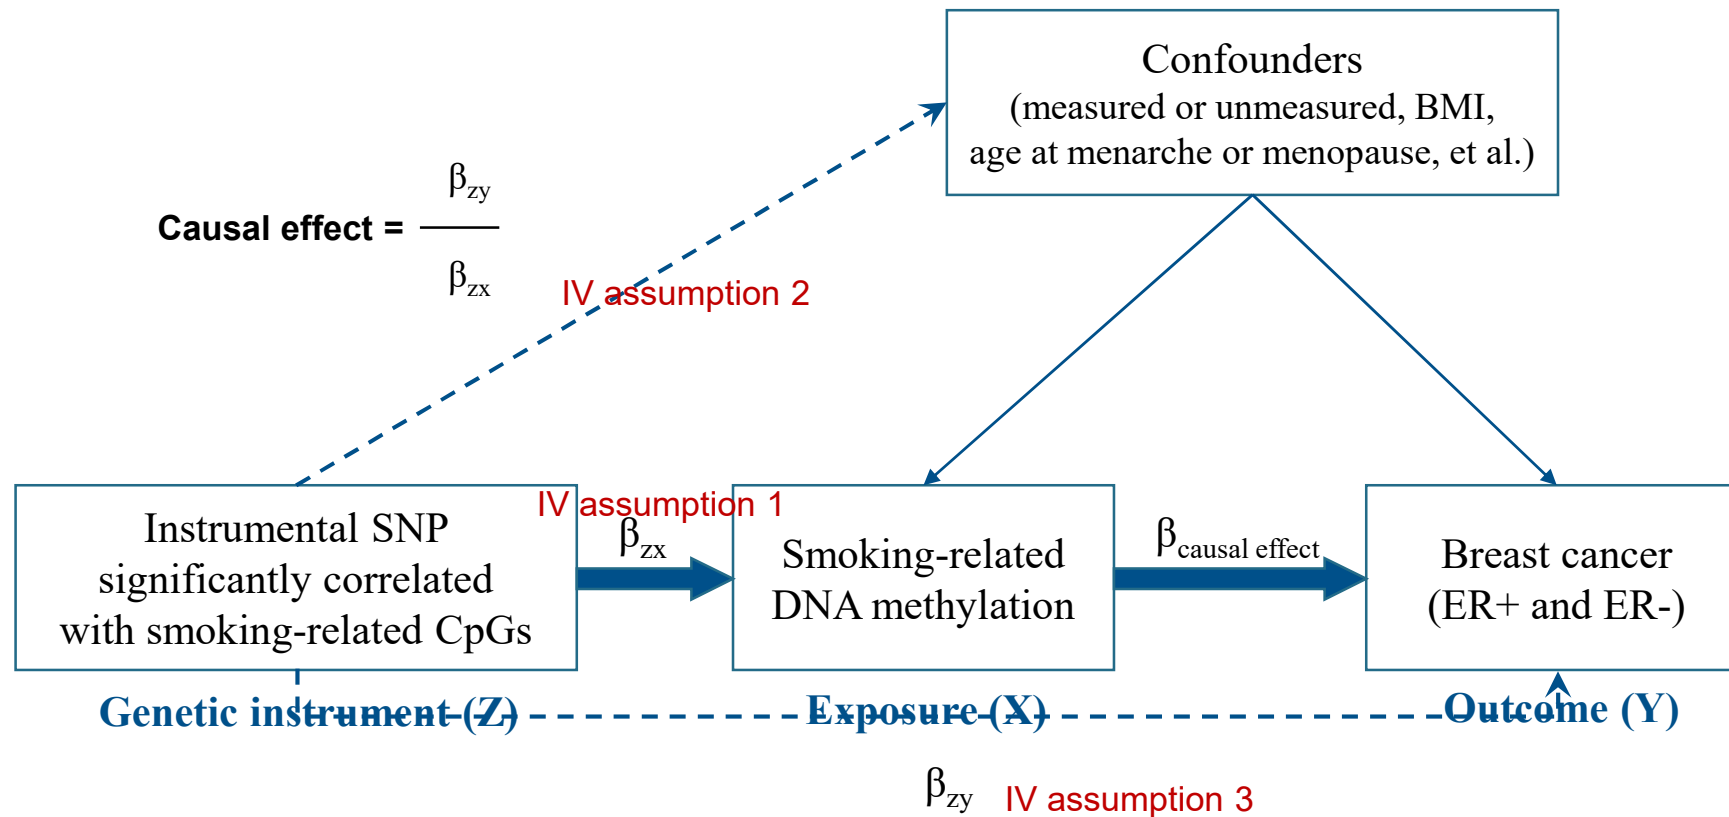 Confounders
(measured or unmeasured, BMI,
age at menarche or menopause, et al.)
βzy
Causal effect =
βzx
IV assumption 2
IV assumption 1
Instrumental SNP
significantly correlated
with smoking-related CpGs
βzx
Smoking-related
DNA methylation
βcausal effect
Breast cancer
(ER+ and ER-)
Genetic instrument (Z)
Exposure (X)
Outcome (Y)
βzy
IV assumption 3